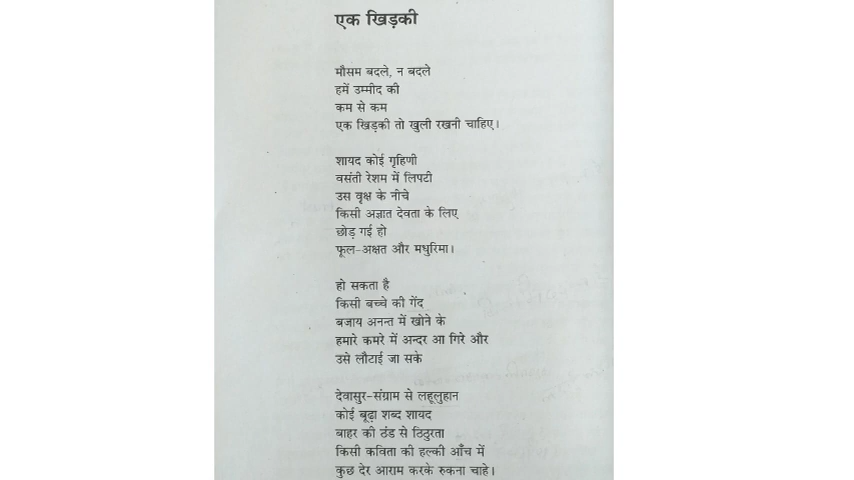 एक खिड़की
मौसम बदले, न बदले
हमें उम्मीद की
कम से कम
एक खिड़की तो खुली रखनी चाहिए।
शायद कोई गृहिणी
वसंती रेशम में लिपटी
उस वृक्ष के नीचे
किसी अज्ञात देवता के लिए
छोड़ गई हो
फूल-अक्षत और मधुरिमा।
हो सकता है
किसी बच्चे की गेंद
बजाय अनन्त में खोने के
हमारे कमरे में अन्दर आ गिरे और
उसे लौटाई जा सके
देवासुर-संग्राम से लहूलुहान
कोई बूढ़ा शब्द शायद
बाहर की ठंड से ठिठुरता
किसी कविता की हल्की आँच में
कुछ देर आराम करके रुकना चाहे।